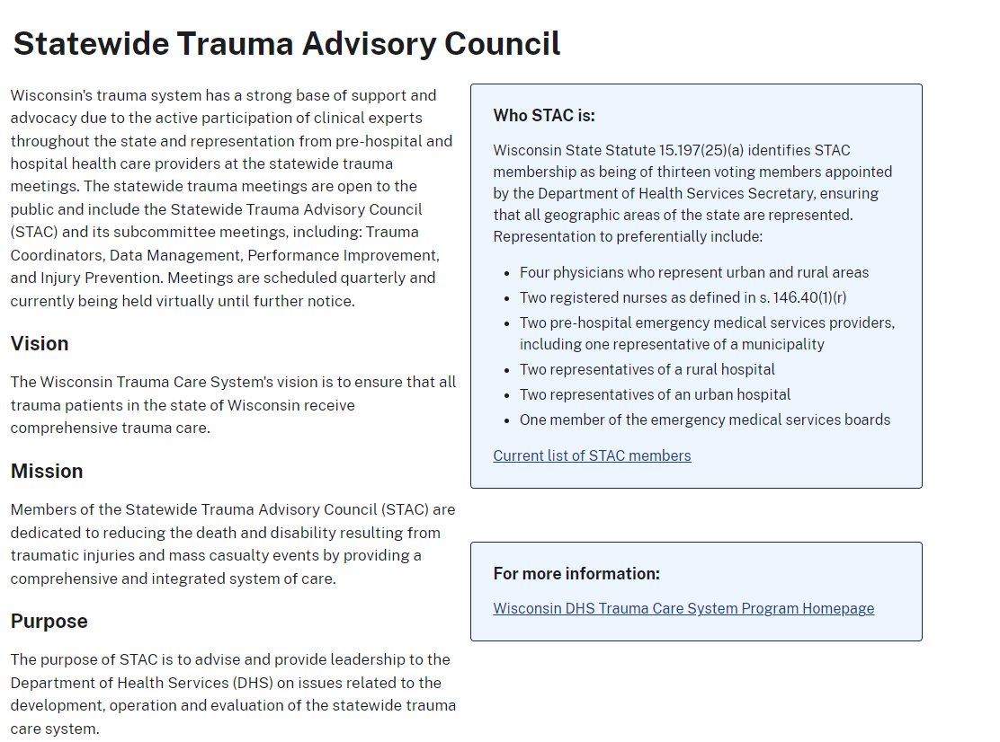 Statewide Trauma Advisory Council
Wisconsin's trauma system has a strong base of support and
advocacy due to the active participation of clinical experts
throughout the state and representation from pre-hospital and
hospital health care providers at the statewide trauma
meetings. The statewide trauma meetings are open to the
public and include the Statewide Trauma Advisory Council
(STAC) and its subcommittee meetings, including: Trauma
Coordinators, Data Management, Performance Improvement,
and Injury Prevention. Meetings are scheduled quarterly and
currently being held virtually until further notice.
Vision
The Wisconsin Trauma Care System's vision is to ensure that all
trauma patients in the state of Wisconsin receive
comprehensive trauma care.
Mission
Members of the Statewide Trauma Advisory Council (STAC) are
dedicated to reducing the death and disability resulting from
traumatic injuries and mass casualty events by providing a
comprehensive and integrated system of care.
Purpose
The purpose of STAC is to advise and provide leadership to the
Department of Health Services (DHS) on issues related to the
development, operation and evaluation of the statewide trauma
care system.
Who STAC is:
Wisconsin State Statute 15.197(25)(a) identifies STAC
membership as being of thirteen voting members appointed
by the Department of Health Services Secretary, ensuring
that all geographic areas of the state are represented.
Representation to preferentially include:
• Four physicians who represent urban and rural areas
• Two registered nurses as defined in s. 146.40(1)(r)
• Two pre-hospital emergency medical services providers,
including one representative of a municipality
• Two representatives of a rural hospital
• Two representatives of an urban hospital
• One member of the emergency medical services boards
Current list of STAC members
For more information:
Wisconsin DHS Trauma Care System Program Homepage